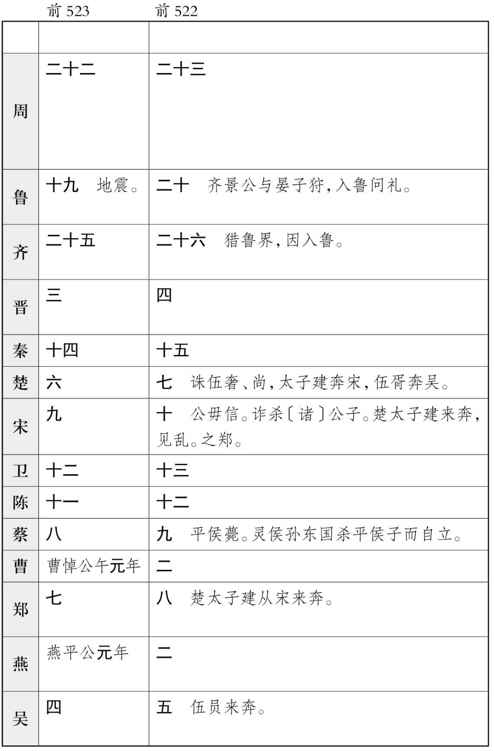 前 523 前 522
周 二十二 二十三
鲁 十九 地震。 二十 齐景公与晏子狩，入鲁问礼。
齐 二十五 二十六 猎鲁界，因入鲁。
晋 三 四
秦 十四 十五
楚 六 七 诛伍奢、尚，太子建奔宋，伍胥奔吴。
宋 九 十 公毋信。诈杀〔诸〕公子。楚太子建来奔，
见乱。之郑。
卫 十二 十三
陈 十一 十二
蔡 八 九 平侯薨。灵侯孙东国杀平侯子而自立。
曹 曹悼公午元年 二
郑 七 八 楚太子建从宋来奔。
燕 燕平公元年 二
吴 四 五 伍员来奔。